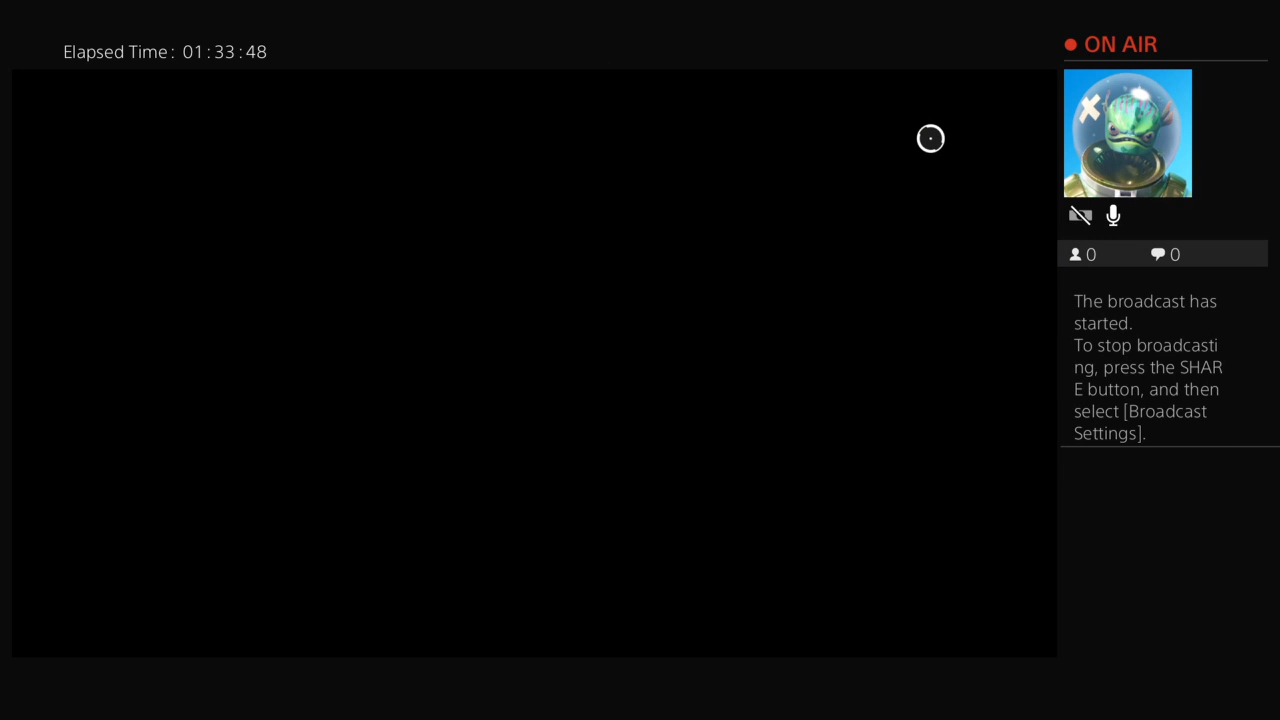 Elapsed Time: 01:33:48
ON AIR
0 0
The broadcast has
started.
To stop broadcasti
ng, press the SHAR
E button, and then
select [Broadcast
Settings].